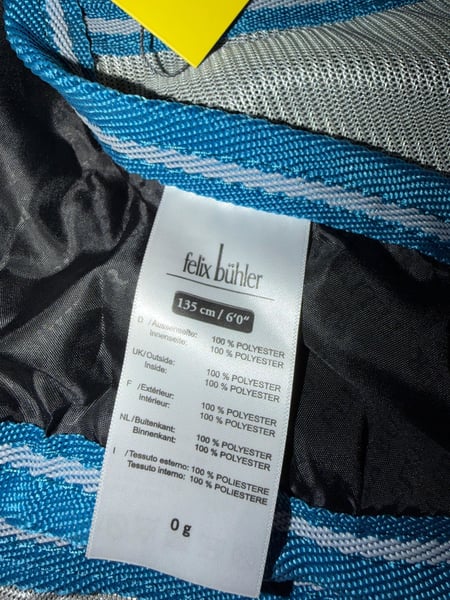 felix bühler
135 cm / 6'0"
D / Aussenseite: 100 % POLYESTER
Innenseite: 100 % POLYESTER
UK/Outside: 100 % POLYESTER
Inside: 100 % POLYESTER
F / Extérieur: 100 % POLYESTER
Intérieur: 100 % POLYESTER
NL/Buitenkant: 100 % POLYESTER
Binnenkant: 100 % POLYESTER
I / Tessuto esterno: 100 % POLIESTERE
Tessuto interno: 100 % POLIESTERE
0 g